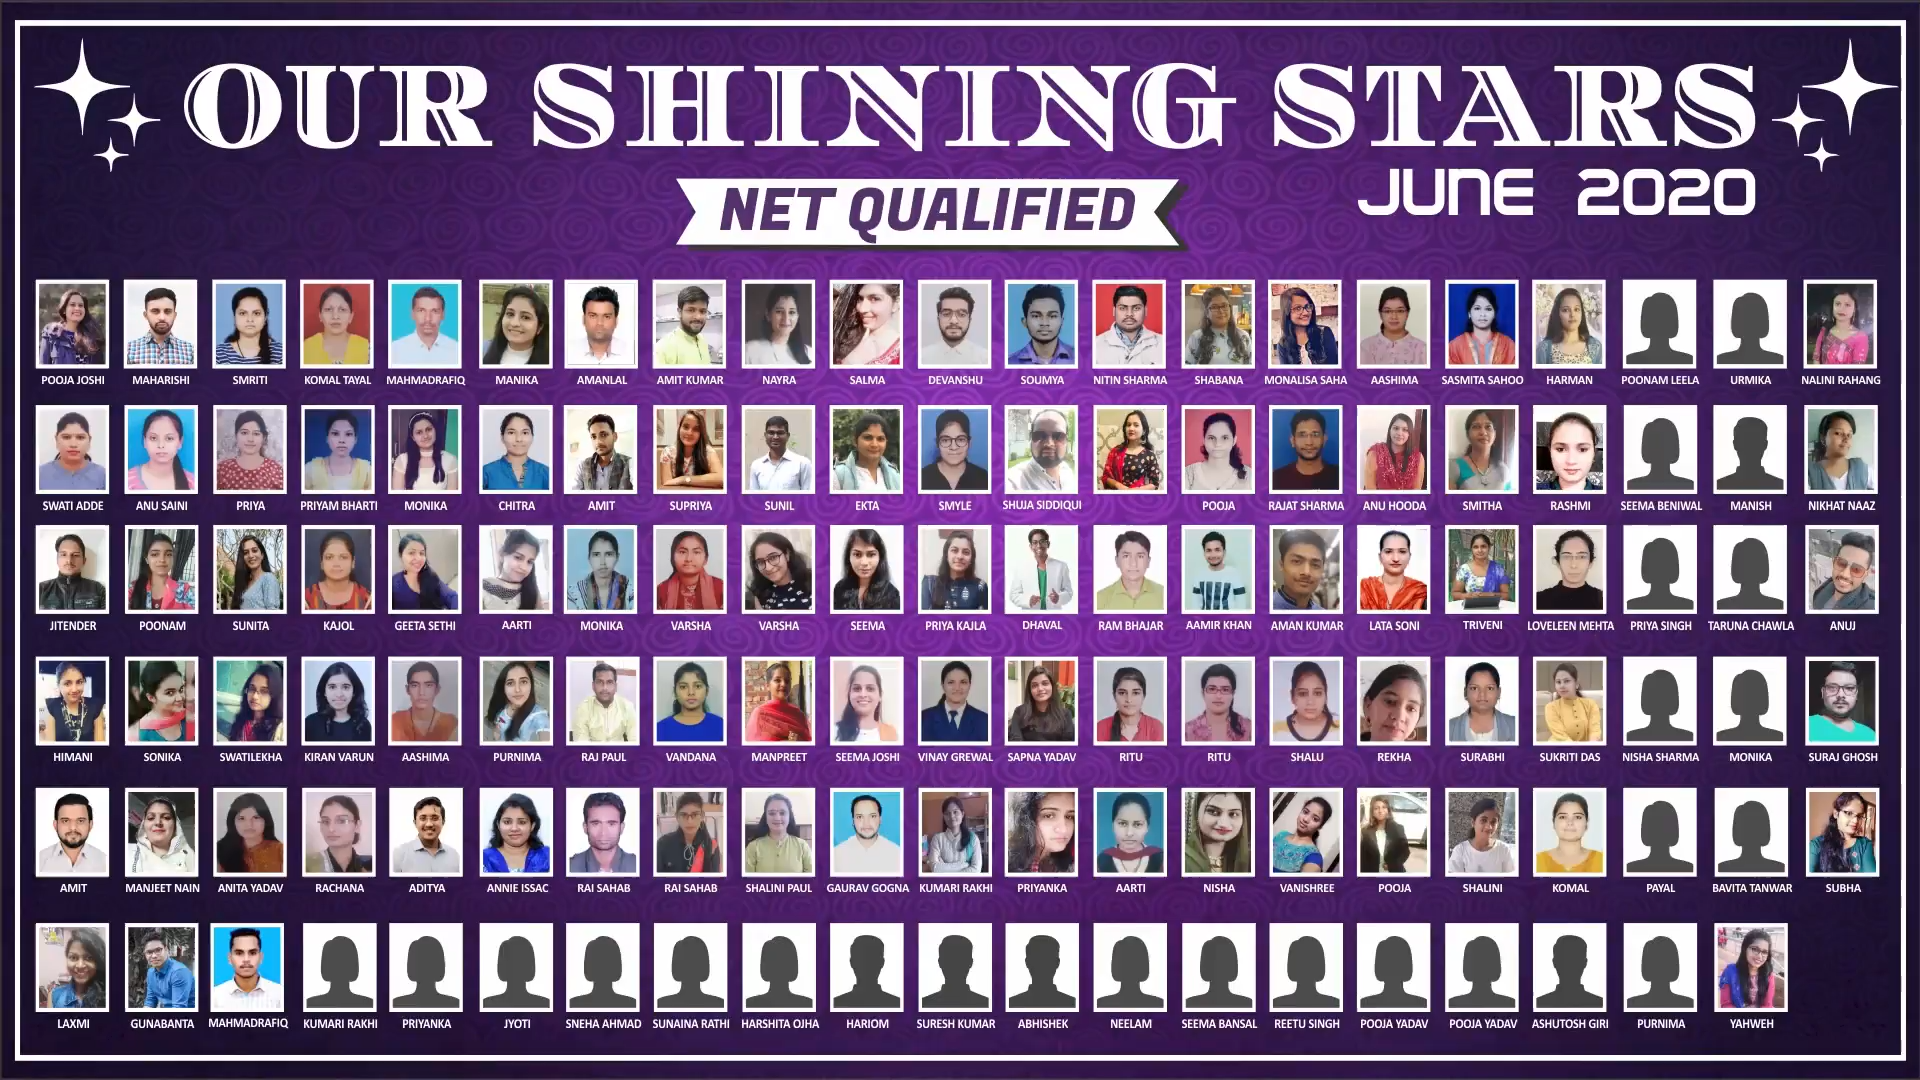 OUR SHINING STARS
JUNE 2020
NET QUALIFIED
POOJA JOSHI MAHARISHI SMRITI KOMAL TAYAL MAHMADRAFIQ MANIKA AMANLAL AMIT KUMAR NAYRA SALMA DEVANSHU SOUMYA NITIN SHARMA SHABANA MONALISA SAHA AASHIMA SASMITA SAHOO HARMAN POONAM LEELA URMIKA NALINI RAHANG
SWATI ADDE ANU SAINI PRIYA PRIYAM BHARTI MONIKA CHITRA AMIT SUPRIYA SUNIL EKTA SMYLE SHUJA SIDDIQUI POOJA RAJAT SHARMA ANU HOODA SMITHA RASHMI SEEMA BENIWAL MANISH NIKHAT NAAZ
JITENDER POONAM SUNITA KAJOL GEETA SETHI AARTI MONIKA VARSHA VARSHA SEEMA PRIYA KAJLA DHAVAL RAM BHAJAR AAMIR KHAN AMAN KUMAR LATA SONI TRIVENI LOVELEEN MEHTA PRIYA SINGH TARUNA CHAWLA ANUJ
HIMANI SONIKA SWATILEKHA KIRAN VARUN AASHIMA PURNIMA RAJ PAUL VANDANA MANPREET SEEMA JOSHI VINAY GREWAL SAPNA YADAV RITU RITU SHALU REKHA SURABHI SUKRITI DAS NISHA SHARMA MONIKA SURAJ GHOSH
AMIT MANJEET NAIN ANITA YADAV RACHANA ADITYA ANNIE ISSAC RAI SAHAB RAI SAHAB SHALINI PAUL GAURAV GOGNA KUMARI RAKHI PRIYANKA AARTI NISHA VANISHREE POOJA SHALINI KOMAL PAYAL BAVITA TANWAR SUBHA
LAXMI GUNABANTA MAHMADRAFIQ KUMARI RAKHI PRIYANKA JYOTI SNEHA AHMAD SUNAINA RATHI HARSHITA OJHA HARIOM SURESH KUMAR ABHISHEK NEELAM SEEMA BANSAL REETU SINGH POOJA YADAV POOJA YADAV ASHUTOSH GIRI PURNIMA YAHWEH